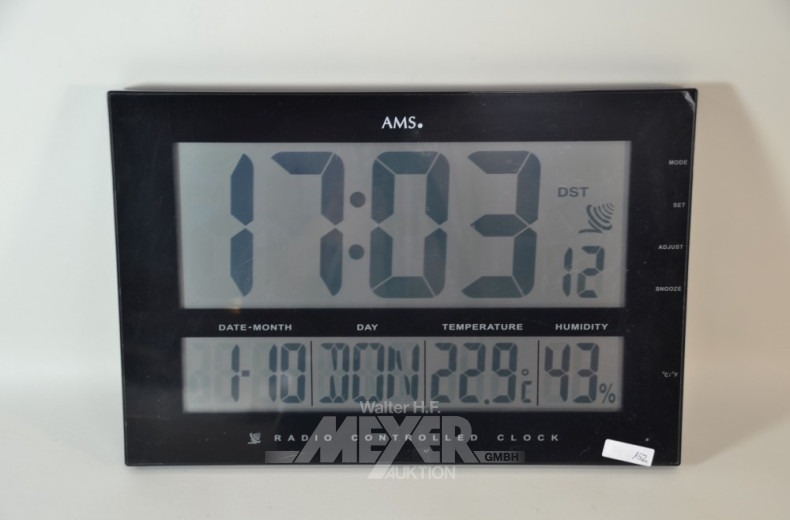 AMS.
MODE
17:03
DST
SET
ADJUST
12
SNOOZE
DATE-MONTH DAY TEMPERATURE HUMIDITY
1-10 DON 22.9°C 43%
°C/°F
Walter H.F.
MEYER GMBH
AUKTION
RADIO CONTROLLED CLOCK
152